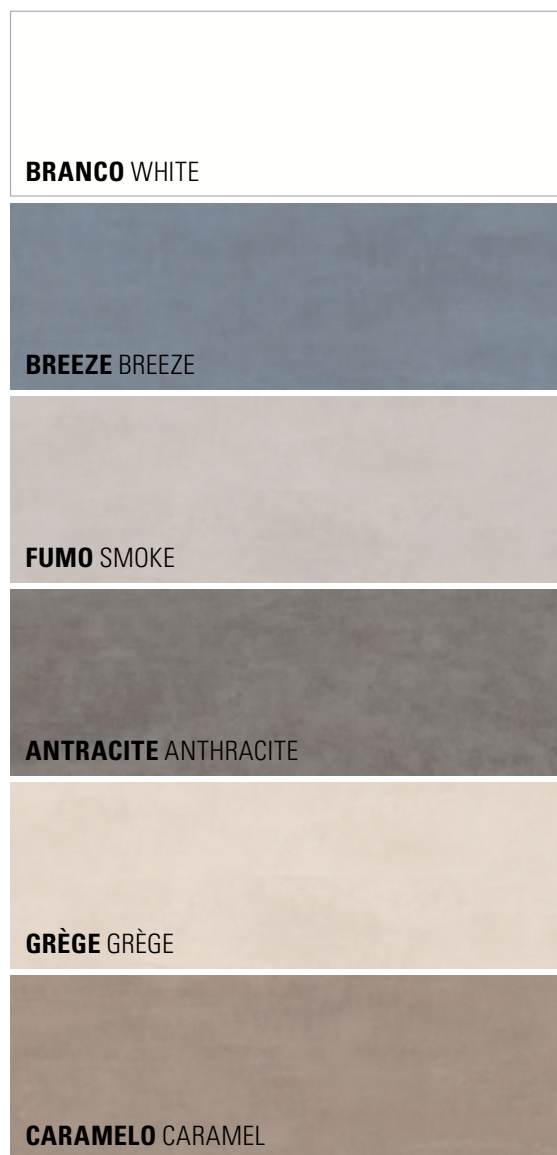 BRANCO WHITE
BREEZE BREEZE
FUMO SMOKE
ANTRACITE ANTHRACITE
GRÈGE GRÈGE
CARAMELO CARAMEL